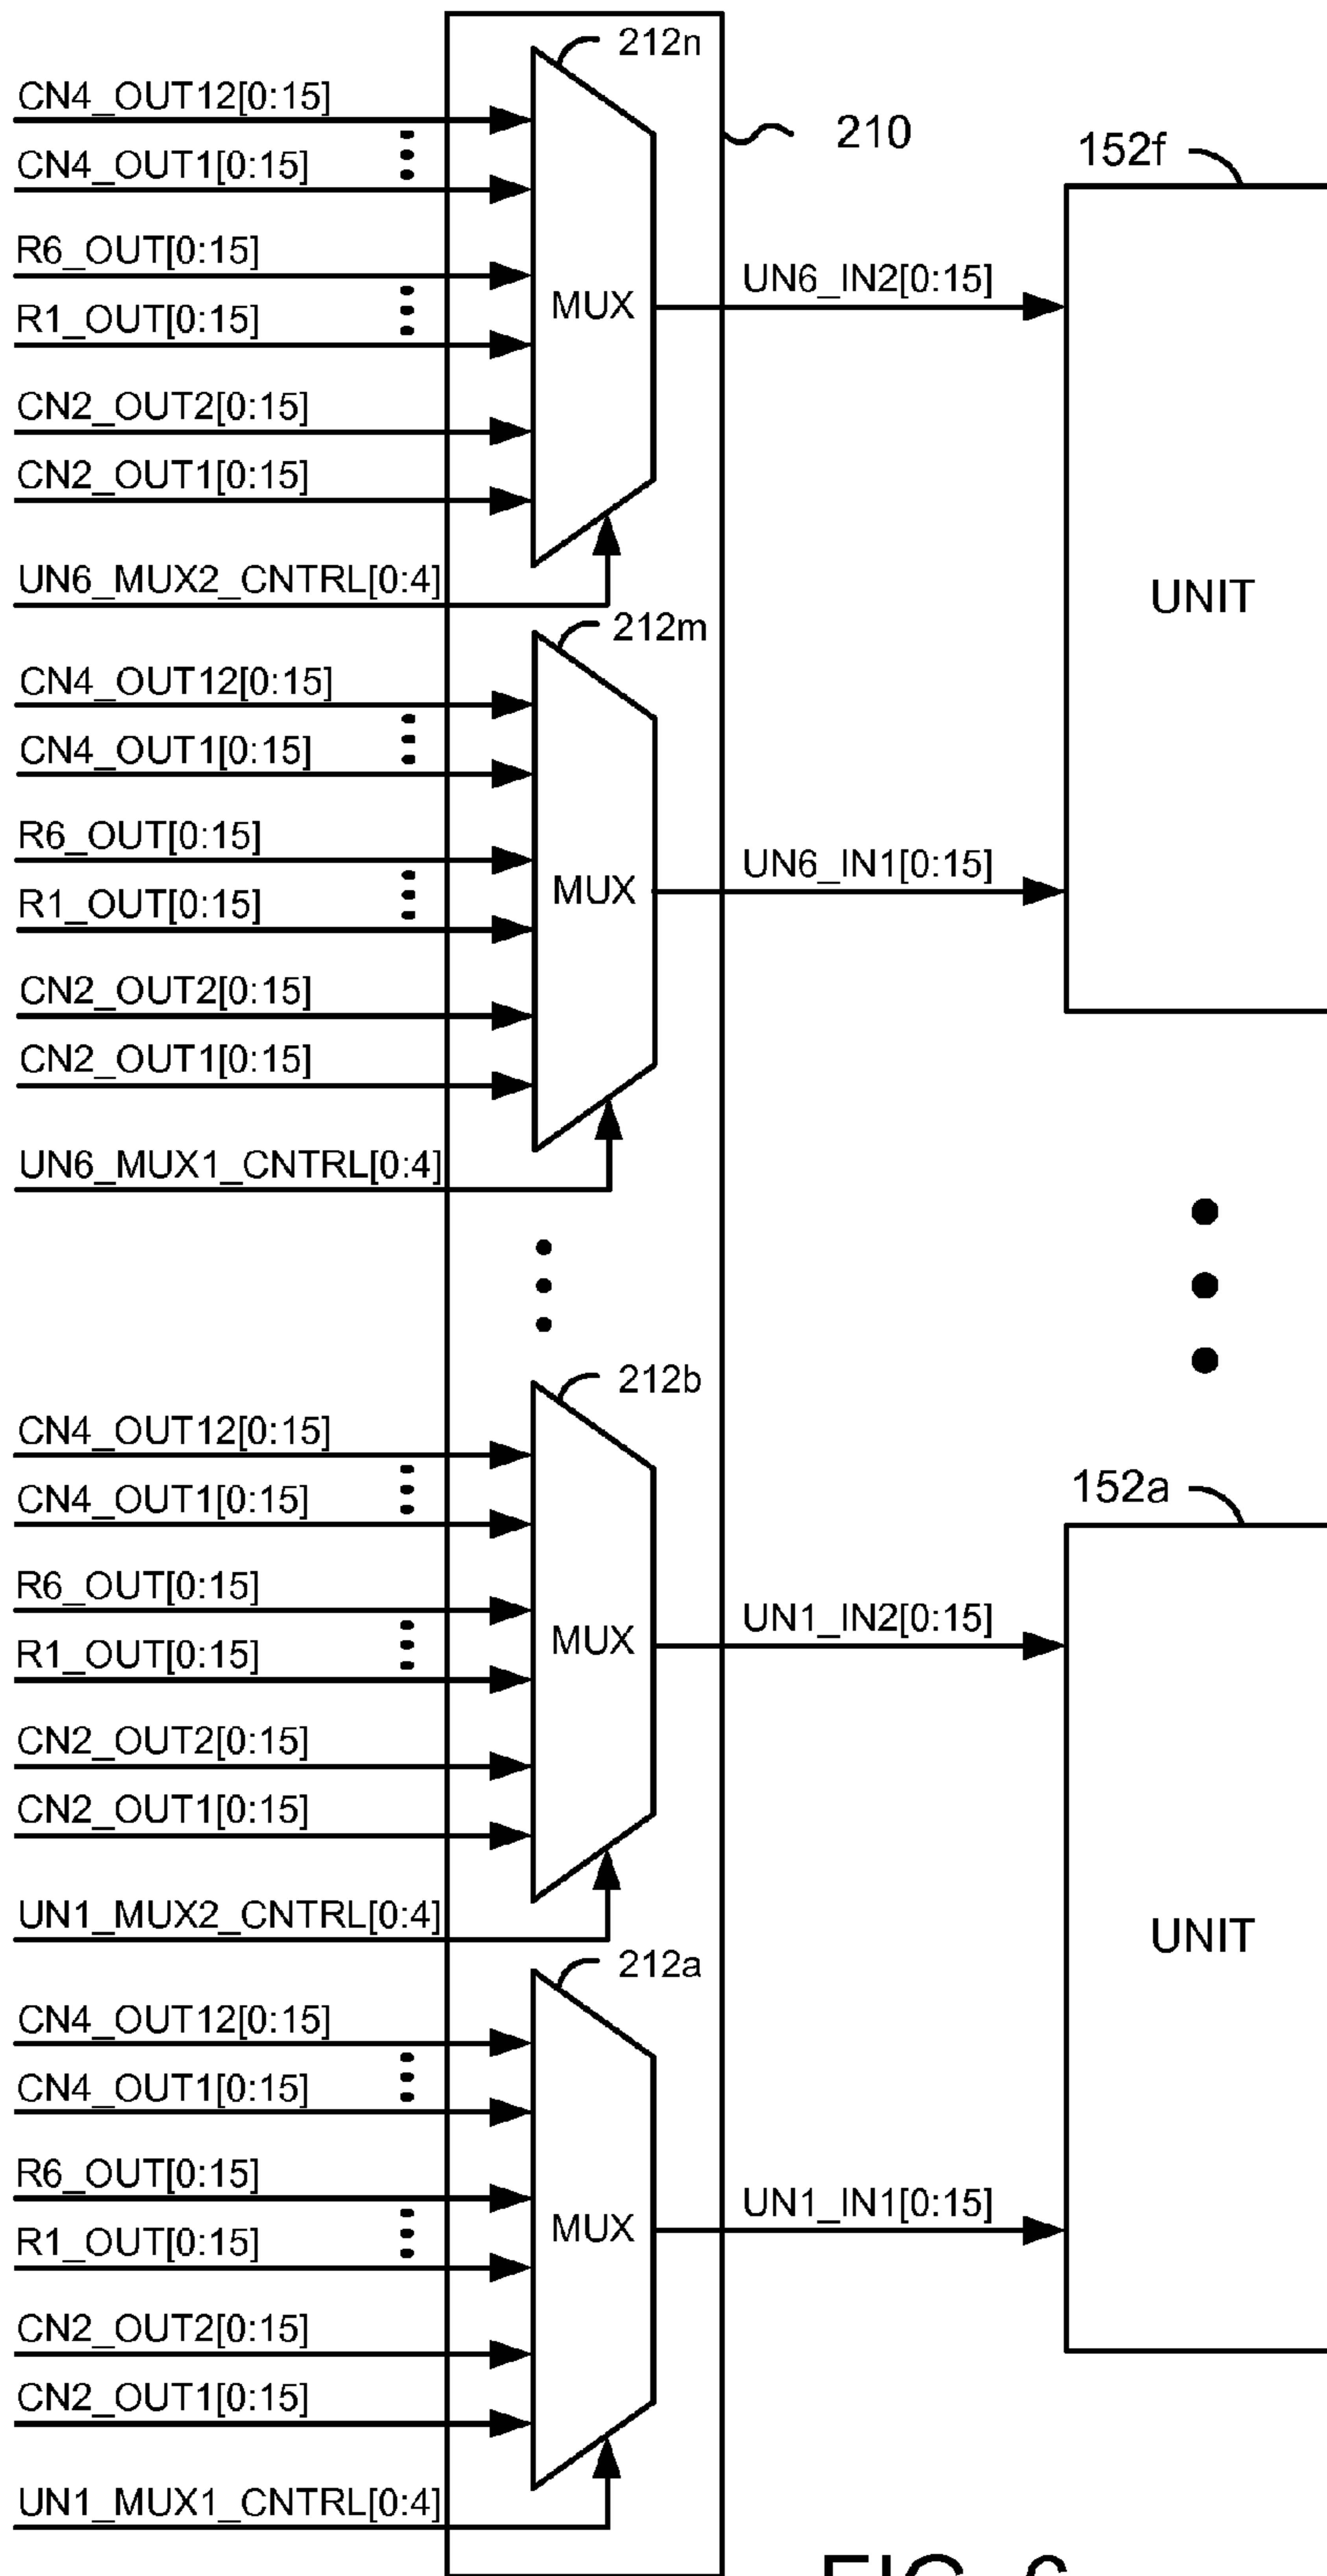 212n
CN4_OUT12[0:15]
210
CN4_OUT1[0:15]
152f
R6_OUT[0:15]
UN6_IN2[0:15]
MUX
R1_OUT[0:15]
CN2_OUT2[0:15]
CN2_OUT1[0:15]
UN6_MUX2_CNTRL[0:4]
UNIT
212m
CN4_OUT12[0:15]
CN4_OUT1[0:15]
R6_OUT[0:15]
UN6_IN1[0:15]
MUX
R1_OUT[0:15]
CN2_OUT2[0:15]
CN2_OUT1[0:15]
UN6_MUX1_CNTRL[0:4]
212b
CN4_OUT12[0:15]
152a
CN4_OUT1[0:15]
R6_OUT[0:15]
UN1_IN2[0:15]
MUX
R1_OUT[0:15]
CN2_OUT2[0:15]
CN2_OUT1[0:15]
UN1_MUX2_CNTRL[0:4]
UNIT
212a
CN4_OUT12[0:15]
CN4_OUT1[0:15]
R6_OUT[0:15]
UN1_IN1[0:15]
MUX
R1_OUT[0:15]
CN2_OUT2[0:15]
CN2_OUT1[0:15]
UN1_MUX1_CNTRL[0:4]